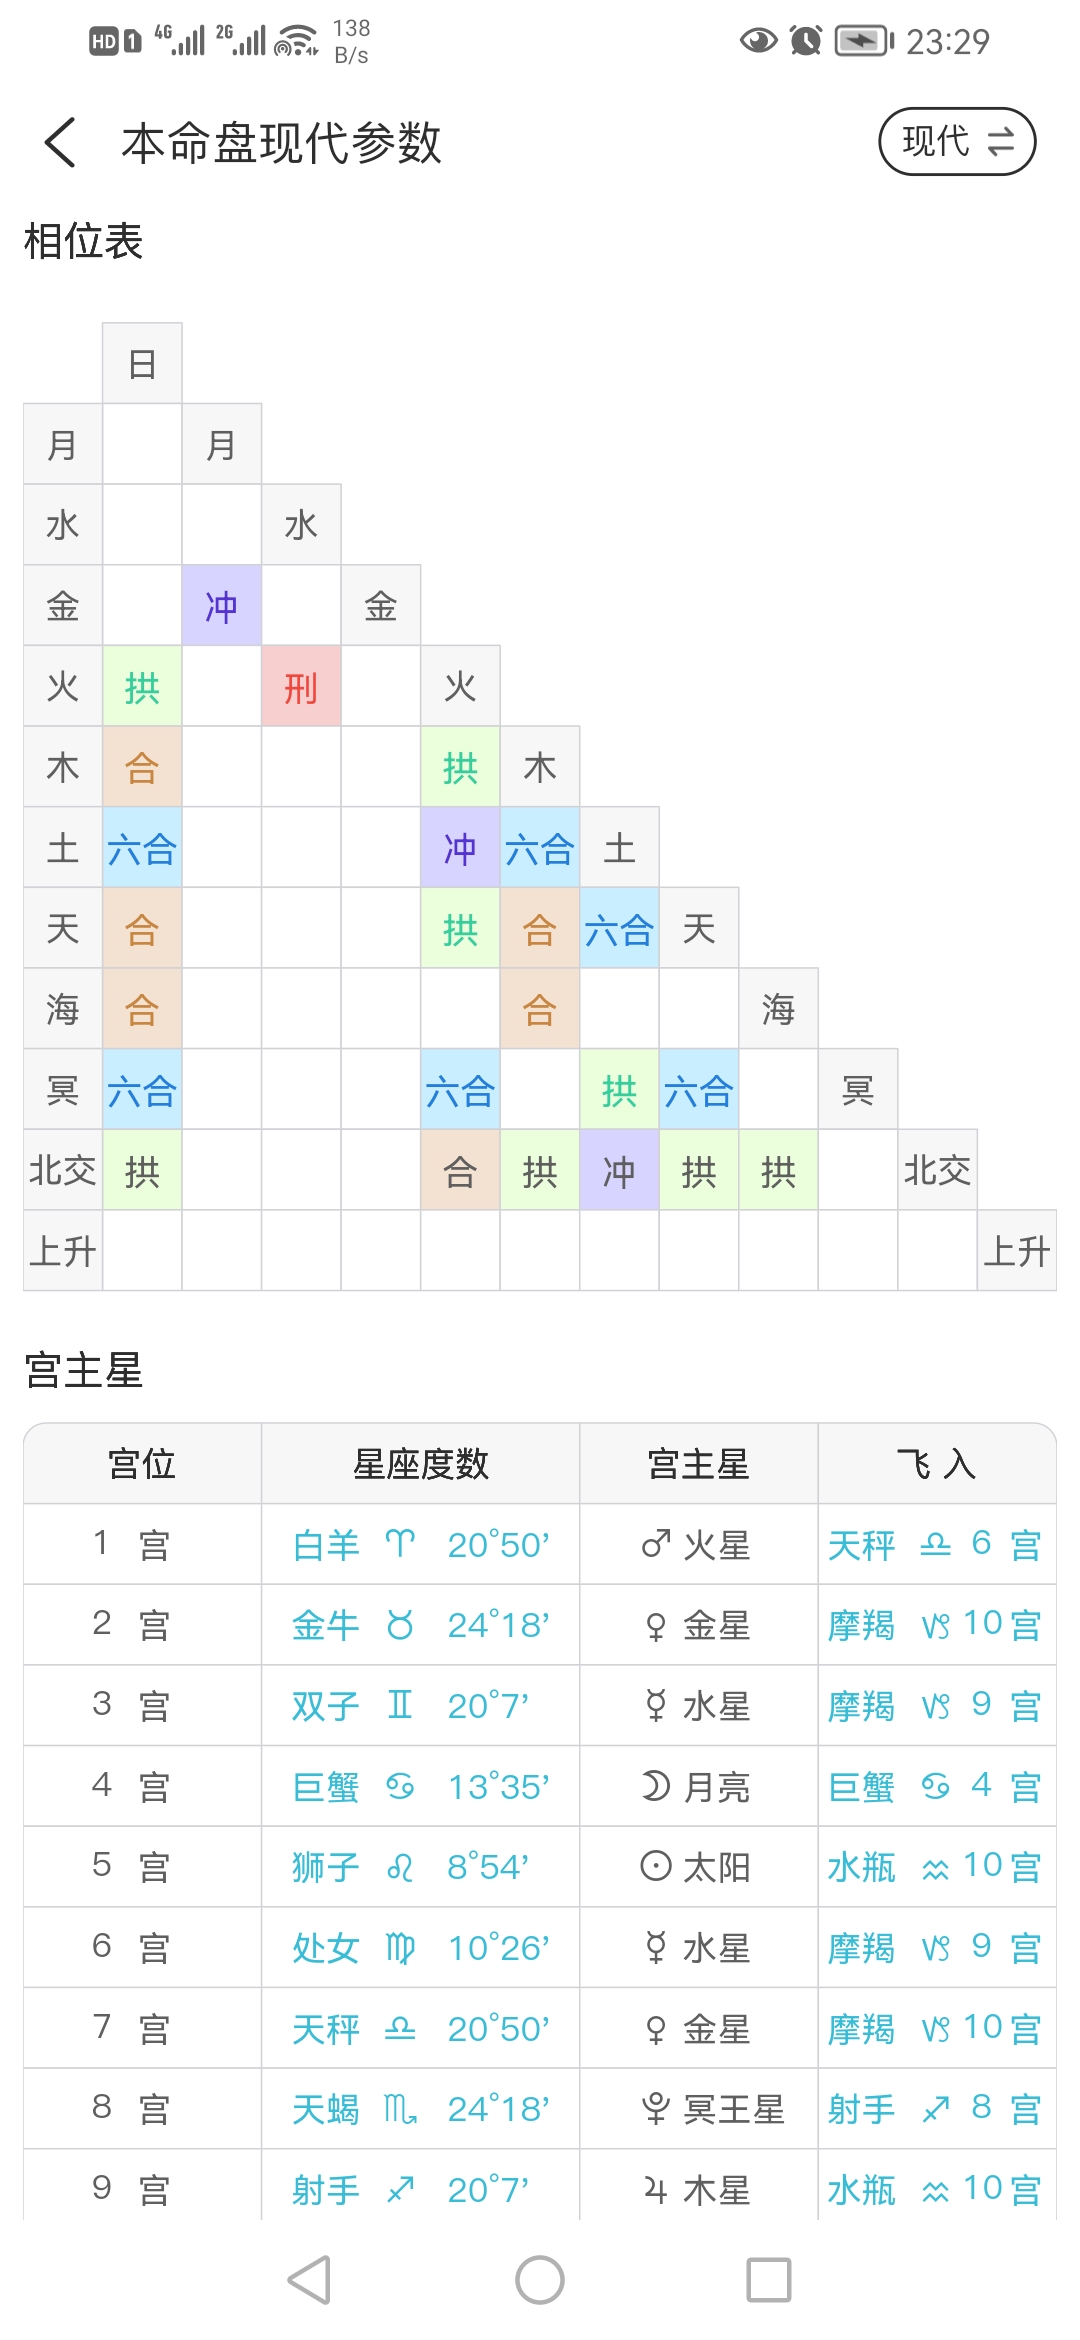 HD 1 4G 2G 138 B/s 23:29
本命盘现代参数 现代
相位表
日
月 月
水 水
金 冲 金
火 拱 刑 火
木 合 拱 木
土 六合 冲 六合 土
天 合 拱 合 六合 天
海 合 合 海
冥 六合 六合 拱 六合 冥
北交 拱 合 拱 冲 拱 拱 北交
上升 上升
宫主星
宫位 星座度数 宫主星 飞 入
1 宫 白羊 ♈ 20°50’ ♂ 火星 天秤 ♎ 6 宫
2 宫 金牛 ♉ 24°18’ ♀ 金星 摩羯 ♑ 10 宫
3 宫 双子 ♊ 20°7’ ☿ 水星 摩羯 ♑ 9 宫
4 宫 巨蟹 ♋ 13°35’ ☽ 月亮 巨蟹 ♋ 4 宫
5 宫 狮子 ♌ 8°54’ ☉ 太阳 水瓶 ♒ 10 宫
6 宫 处女 ♍ 10°26’ ☿ 水星 摩羯 ♑ 9 宫
7 宫 天秤 ♎ 20°50’ ♀ 金星 摩羯 ♑ 10 宫
8 宫 天蝎 ♏ 24°18’ ♇ 冥王星 射手 ♐ 8 宫
9 宫 射手 ♐ 20°7’ ♃ 木星 水瓶 ♒ 10 宫